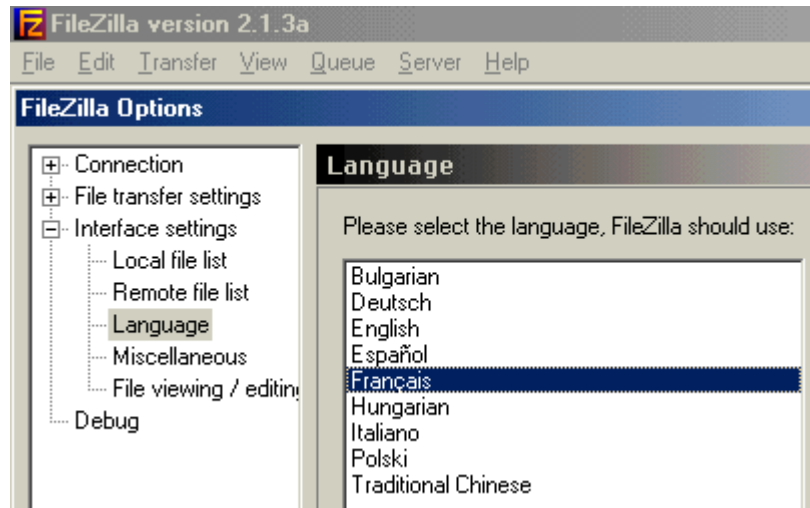 FileZilla version 2.1.3a
File Edit Transfer View Queue Server Help
FileZilla Options
Connection
File transfer settings
Interface settings
Local file list
Remote file list
Language
Miscellaneous
File viewing / editing
Debug
Language
Please select the language, FileZilla should use:
Bulgarian
Deutsch
English
Español
Français
Hungarian
Italiano
Polski
Traditional Chinese